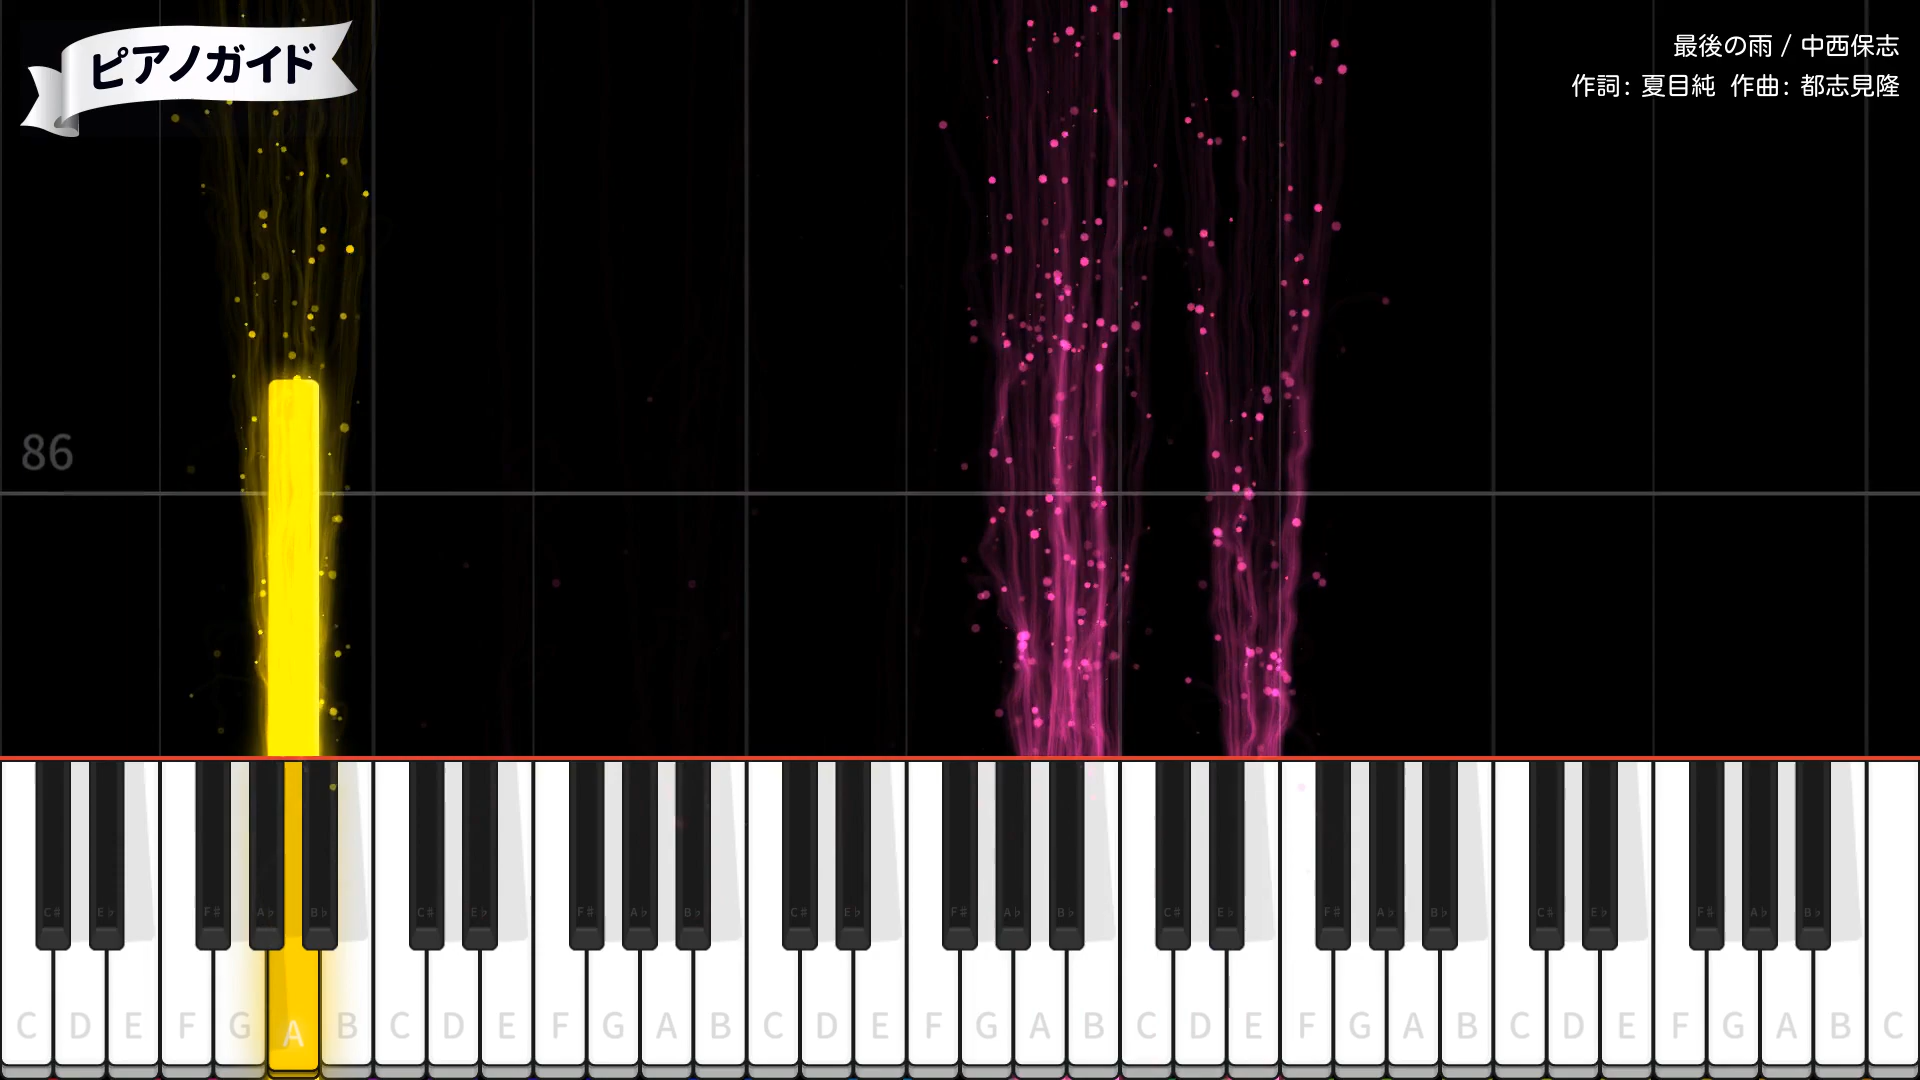 ピアノガイド
最後の雨 / 中西保志
作詞: 夏目純 作曲: 都志見隆
86
C# E♭ F# A♭ B♭ C# E♭ F# A♭ B♭ C# E♭ F# A♭ B♭ C# E♭ F# A♭ B♭ C# E♭ F# A♭ B♭
C D E F G A B C D E F G A B C D E F G A B C D E F G A B C D E F G A B C